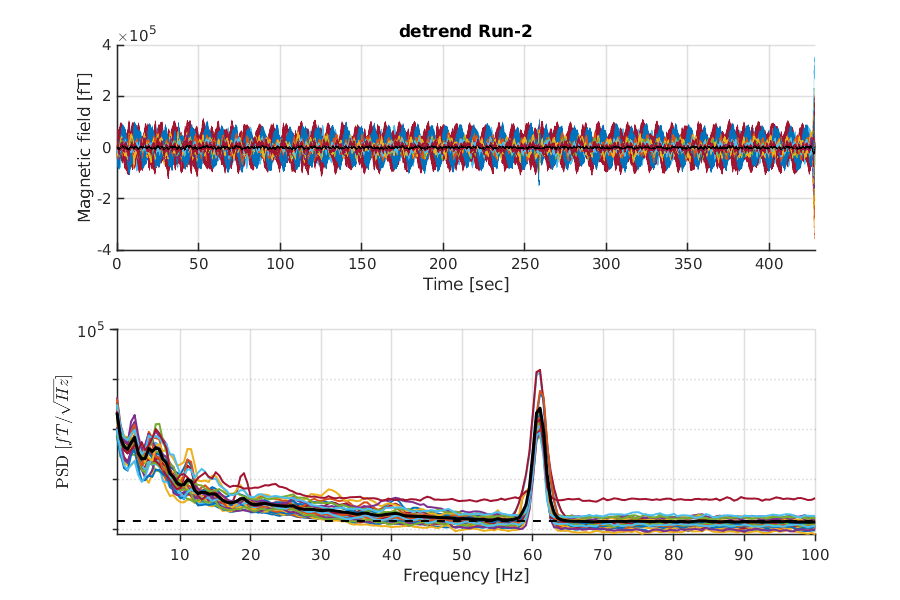 detrend Run-2
×10^5
Magnetic field [fT]
4
2
0
-2
-4
0 50 100 150 200 250 300 350 400
Time [sec]
10^5
PSD [fT/√Hz]
10 20 30 40 50 60 70 80 90 100
Frequency [Hz]